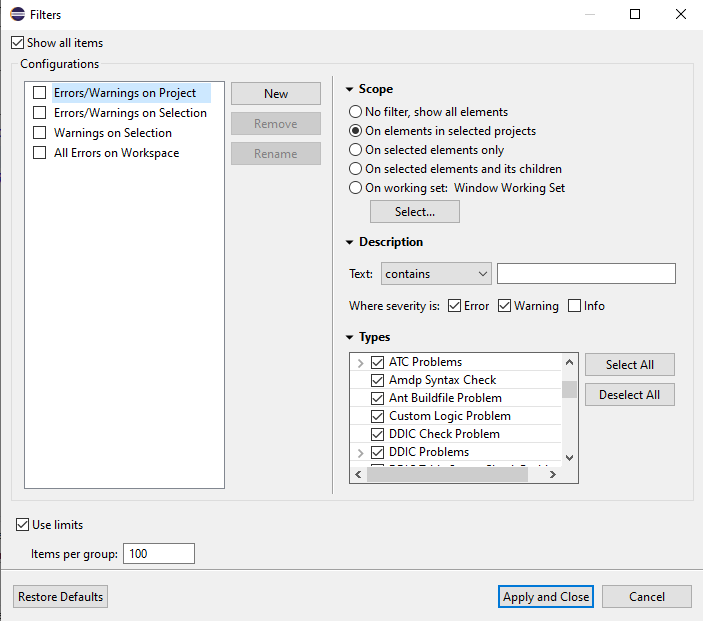 Filters
Show all items
Configurations
Errors/Warnings on Project
Errors/Warnings on Selection
Warnings on Selection
All Errors on Workspace
New
Remove
Rename
Scope
No filter, show all elements
On elements in selected projects
On selected elements only
On selected elements and its children
On working set: Window Working Set
Select...
Description
Text: contains
Where severity is: Error Warning Info
Types
ATC Problems
Amdp Syntax Check
Ant Buildfile Problem
Custom Logic Problem
DDIC Check Problem
DDIC Problems
Select All
Deselect All
Use limits
Items per group: 100
Restore Defaults
Apply and Close
Cancel